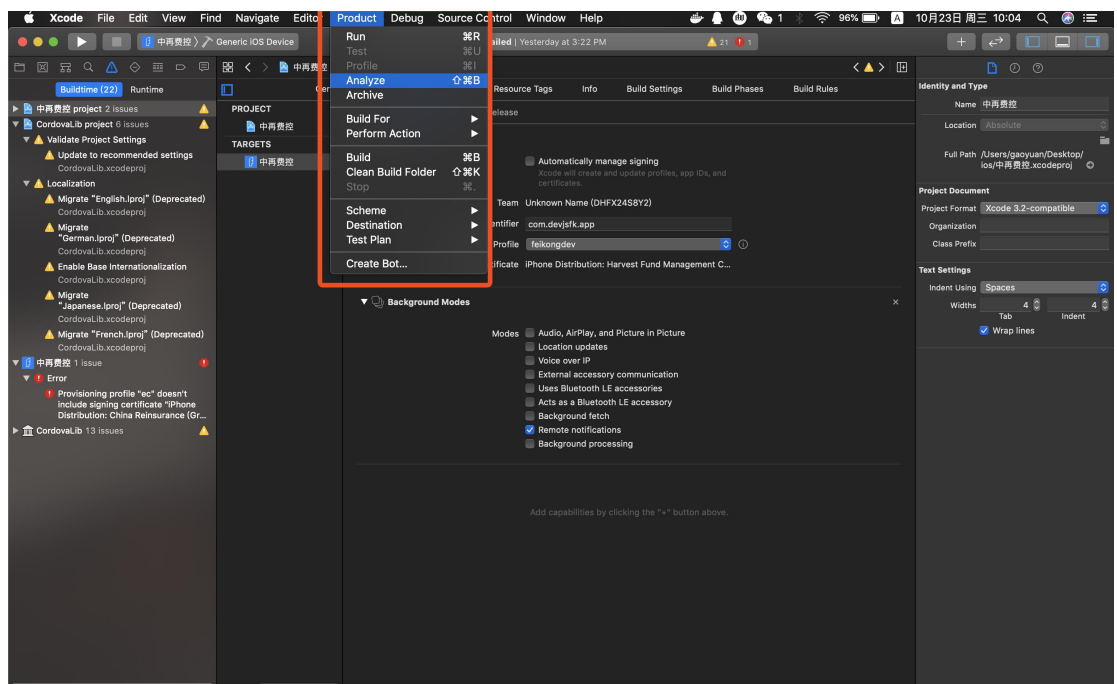 Xcode File Edit View Find Navigate Editor Product Debug Source Control Window Help 1 96% A 10月23日 周三 10:04
中再费控 Generic iOS Device ailed | Yesterday at 3:22 PM 21 1
中再费控
Buildtime (22) Runtime
Resource Tags Info Build Settings Build Phases Build Rules
Run ⌘R
Test ⌘U
Profile ⌘I
Analyze ⇧⌘B
Archive
Build For
Perform Action
Build ⌘B
Clean Build Folder ⇧⌘K
Stop ⌘.
Scheme
Destination
Test Plan
Create Bot...
中再费控 project 2 issues
CordovaLib project 6 issues
Validate Project Settings
Update to recommended settings
CordovaLib.xcodeproj
Localization
Migrate "English.lproj" (Deprecated)
CordovaLib.xcodeproj
Migrate
"German.lproj" (Deprecated)
CordovaLib.xcodeproj
Enable Base Internationalization
CordovaLib.xcodeproj
Migrate
"Japanese.lproj" (Deprecated)
CordovaLib.xcodeproj
Migrate "French.lproj" (Deprecated)
CordovaLib.xcodeproj
中再费控 1 issue
Error
Provisioning profile "ec" doesn't
include signing certificate "iPhone
Distribution: China Reinsurance (Gr...
CordovaLib 13 issues
PROJECT
中再费控
TARGETS
中再费控
elease
Automatically manage signing
Xcode will create and update profiles, app IDs, and
certificates.
Team Unknown Name (DHFX24S8Y2)
entifier com.devjsfk.app
Profile feikongdev
ificate iPhone Distribution: Harvest Fund Management C...
Background Modes
Modes Audio, AirPlay, and Picture in Picture
Location updates
Voice over IP
External accessory communication
Uses Bluetooth LE accessories
Acts as a Bluetooth LE accessory
Background fetch
Remote notifications
Background processing
Add capabilities by clicking the "+" button above.
Identity and Type
Name 中再费控
Location Absolute
Full Path /Users/gaoyuan/Desktop/
ios/中再费控.xcodeproj
Project Document
Project Format Xcode 3.2-compatible
Organization
Class Prefix
Text Settings
Indent Using Spaces
Widths 4 4
Tab Indent
Wrap lines